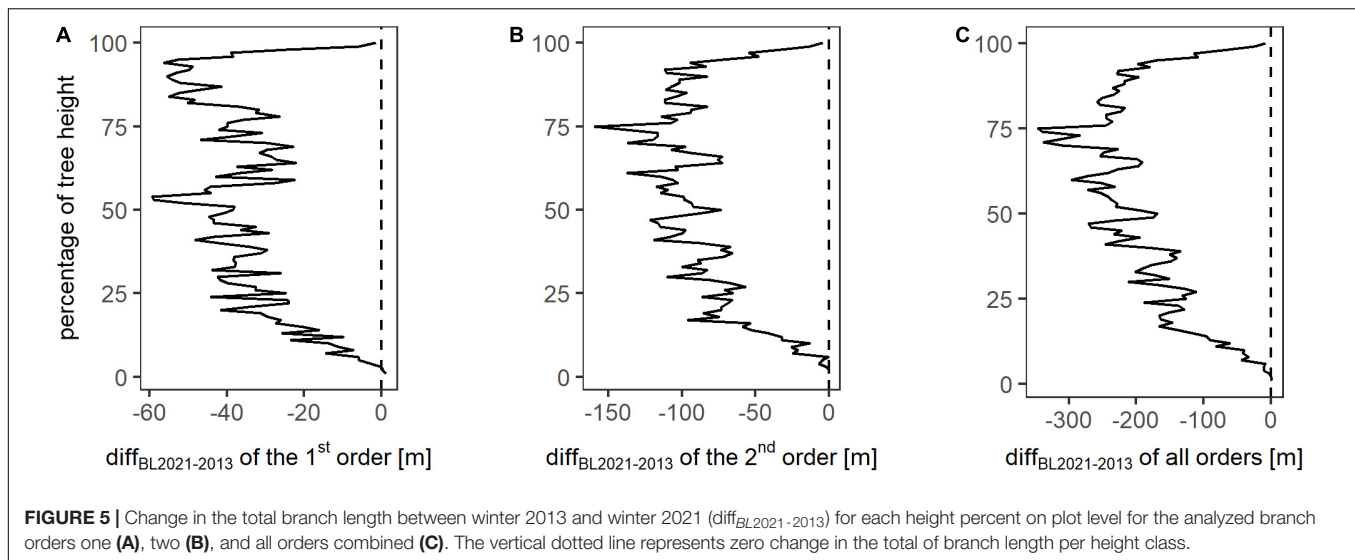 A
B
C
100
75
50
25
0
percentage of tree height
-60 -40 -20 0
diff_BL2021-2013 of the 1st order [m]
100
75
50
25
0
-150 -100 -50 0
diff_BL2021-2013 of the 2nd order [m]
100
75
50
25
0
-300 -200 -100 0
diff_BL2021-2013 of all orders [m]
FIGURE 5 | Change in the total branch length between winter 2013 and winter 2021 (diff_BL2021-2013) for each height percent on plot level for the analyzed branch
orders one (A), two (B), and all orders combined (C). The vertical dotted line represents zero change in the total of branch length per height class.